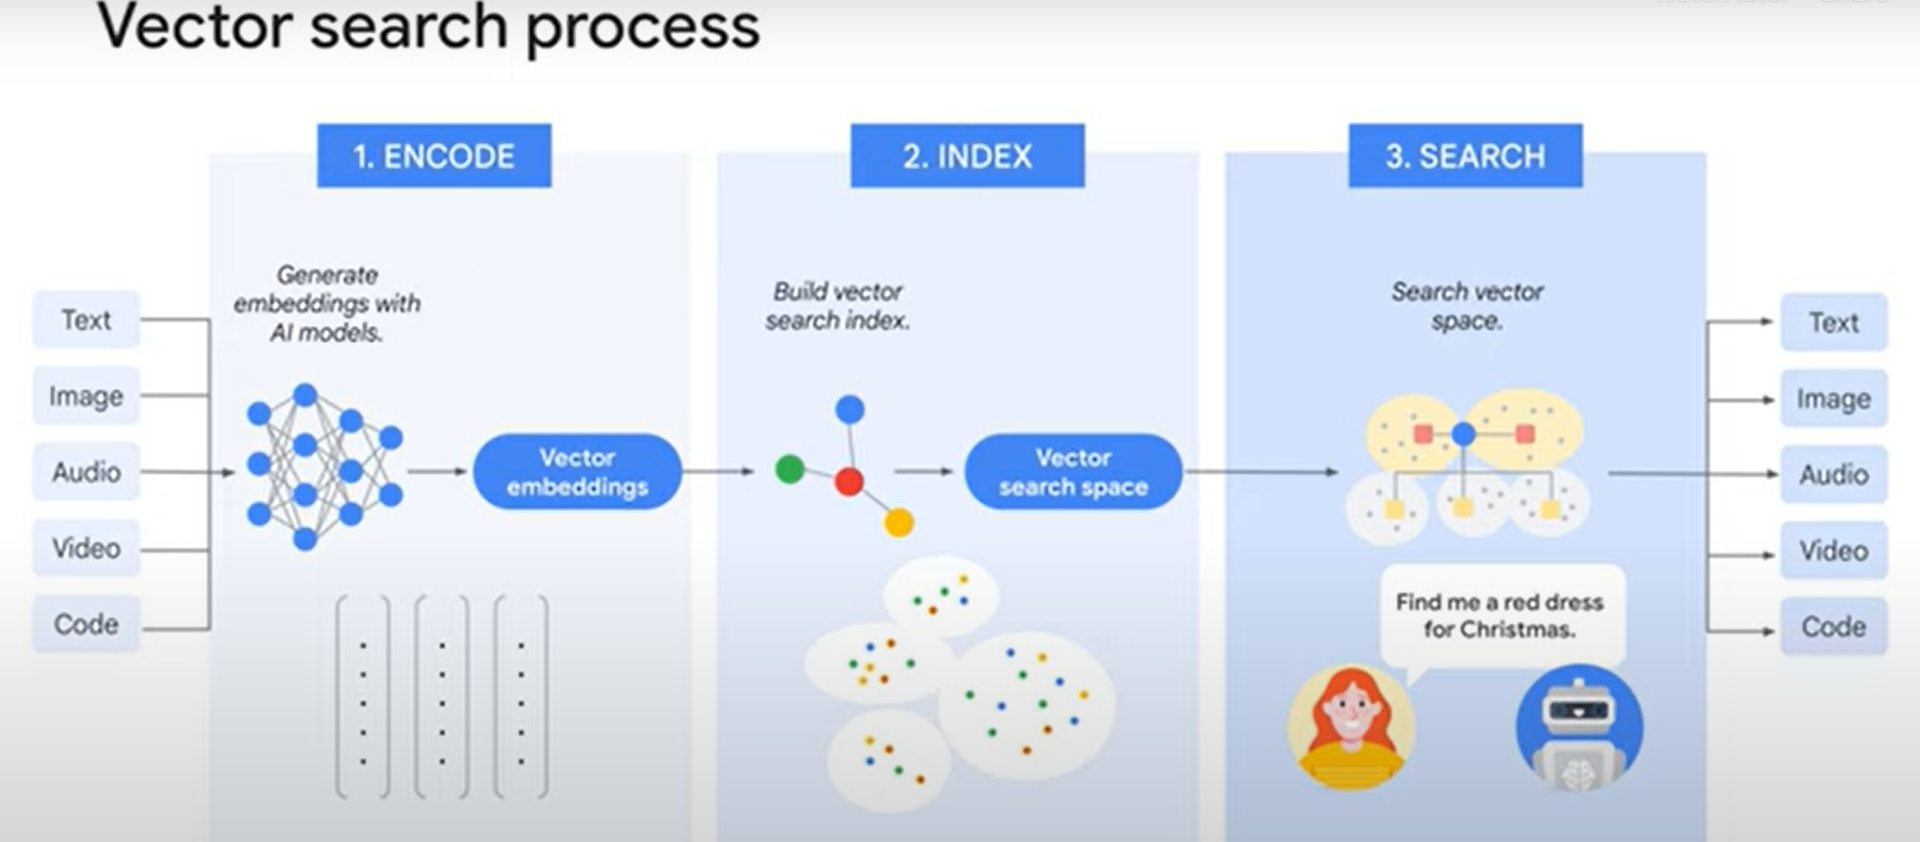 Vector search process
1. ENCODE
2. INDEX
3. SEARCH
Generate
embeddings with
AI models.
Build vector
search index.
Search vector
space.
Text
Image
Audio
Video
Code
Vector
embeddings
Vector
search space
Find me a red dress
for Christmas.
Text
Image
Audio
Video
Code